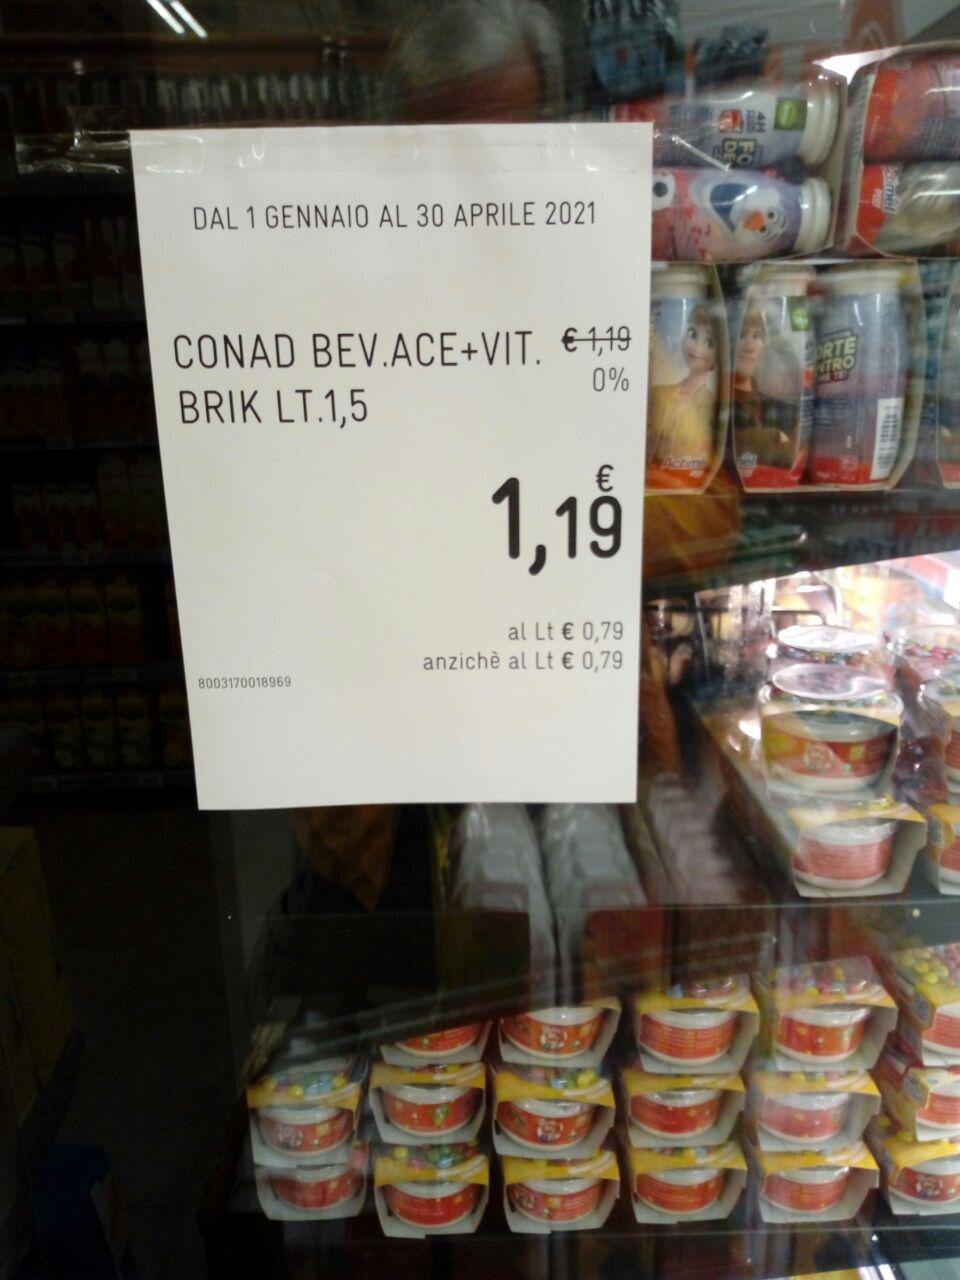 DAL 1 GENNAIO AL 30 APRILE 2021
CONAD BEV.ACE+VIT.
BRIK LT.1,5
€ 1,19
0%
€
1,19
al Lt € 0,79
anzichè al Lt € 0,79
8003170018969
Actimel